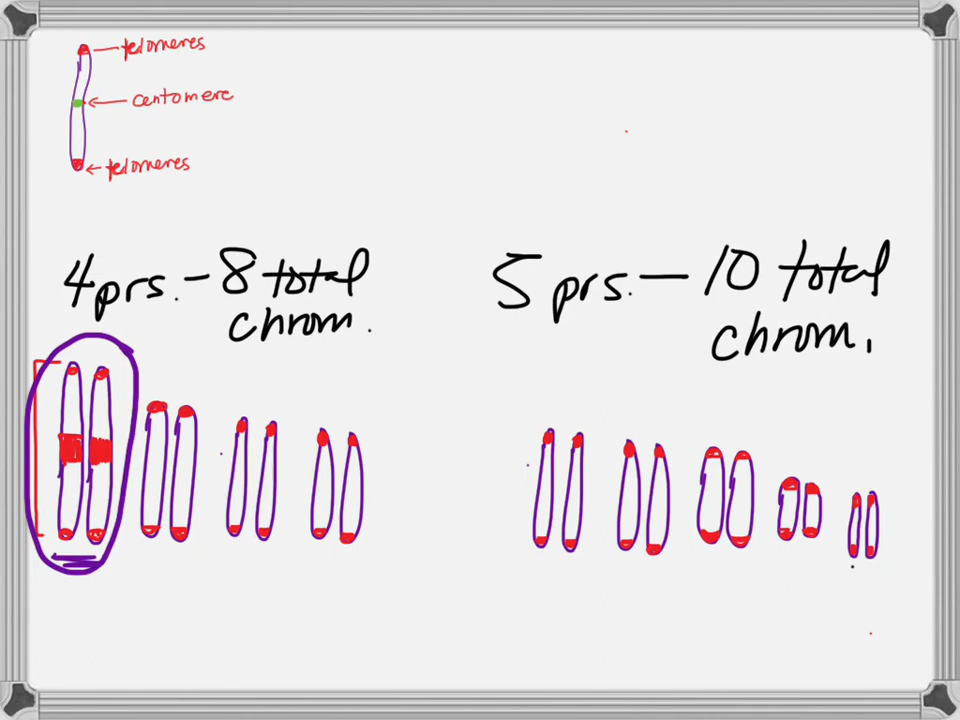 telomeres
centomere
telomeres
4prs. - 8 total
chrom.
5 prs. - 10 total
chrom.